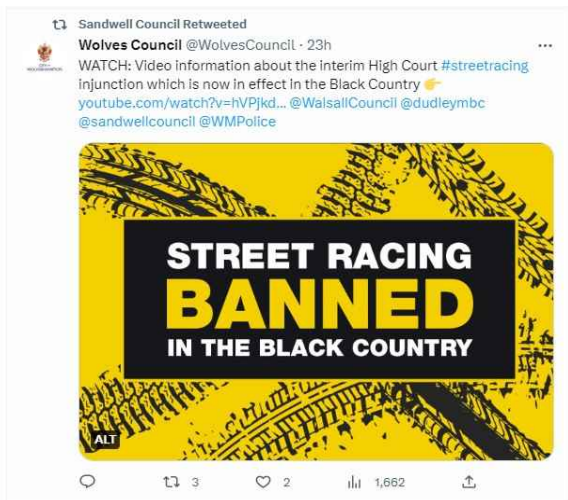 Sandwell Council Retweeted
Wolves Council @WolvesCouncil · 23h
WATCH: Video information about the interim High Court #streetracing
injunction which is now in effect in the Black Country 👉
youtube.com/watch?v=hVPjkd... @WalsallCouncil @dudleymbc
@sandwellcouncil @WMPolice
STREET RACING
BANNED
IN THE BLACK COUNTRY
ALT
3 2 1,662